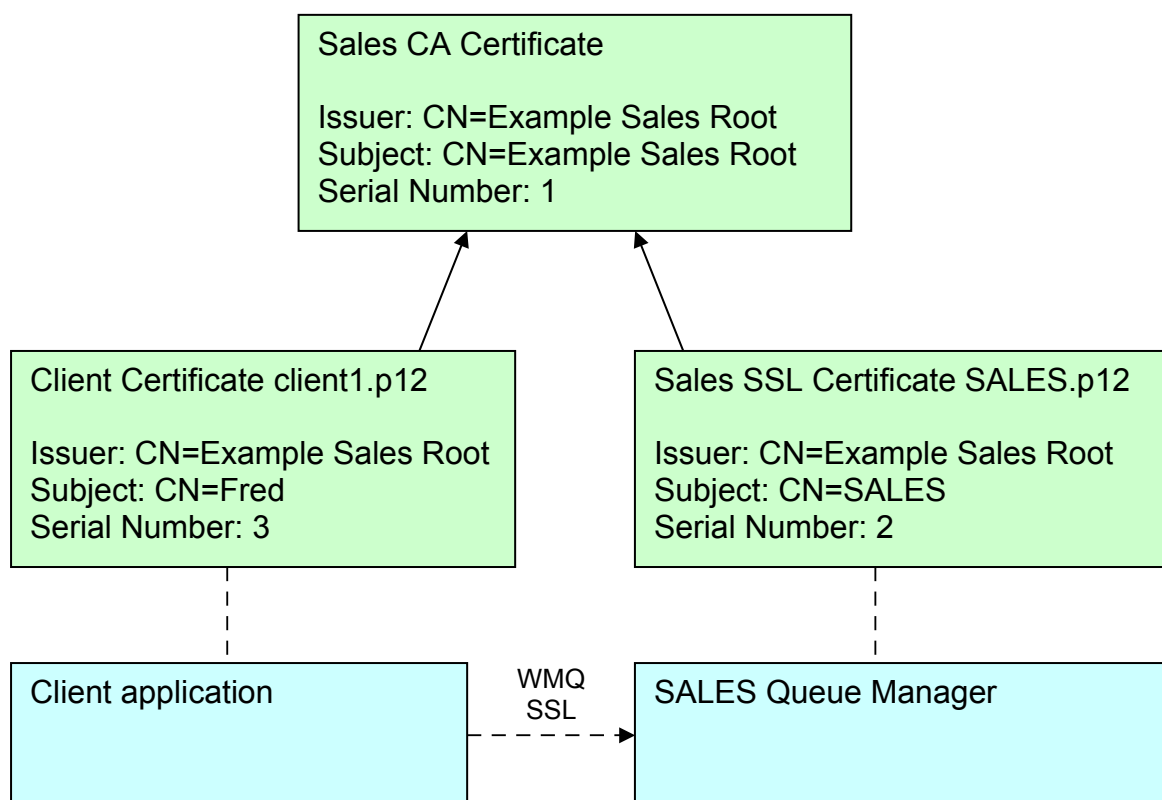 Sales CA Certificate
Issuer: CN=Example Sales Root
Subject: CN=Example Sales Root
Serial Number: 1
Client Certificate client1.p12
Issuer: CN=Example Sales Root
Subject: CN=Fred
Serial Number: 3
Sales SSL Certificate SALES.p12
Issuer: CN=Example Sales Root
Subject: CN=SALES
Serial Number: 2
Client application
WMQ
SSL
SALES Queue Manager